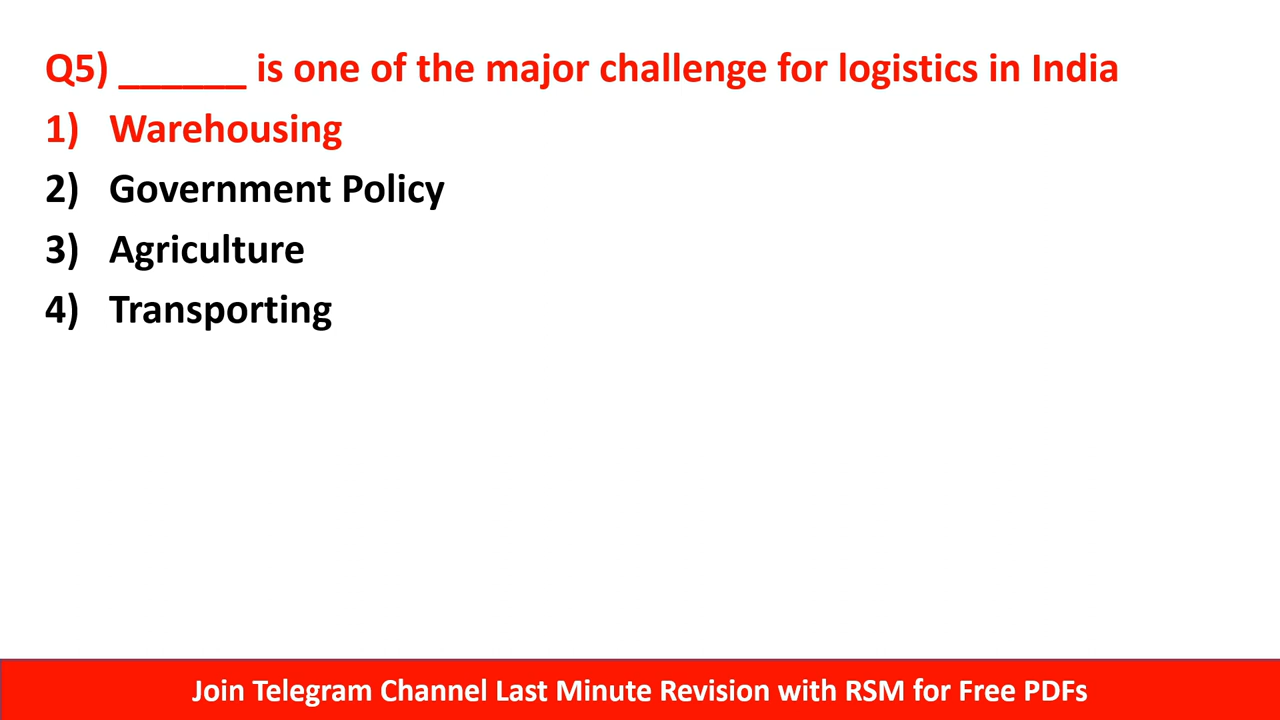 Q5) ______ is one of the major challenge for logistics in India
1) Warehousing
2) Government Policy
3) Agriculture
4) Transporting
Join Telegram Channel Last Minute Revision with RSM for Free PDFs